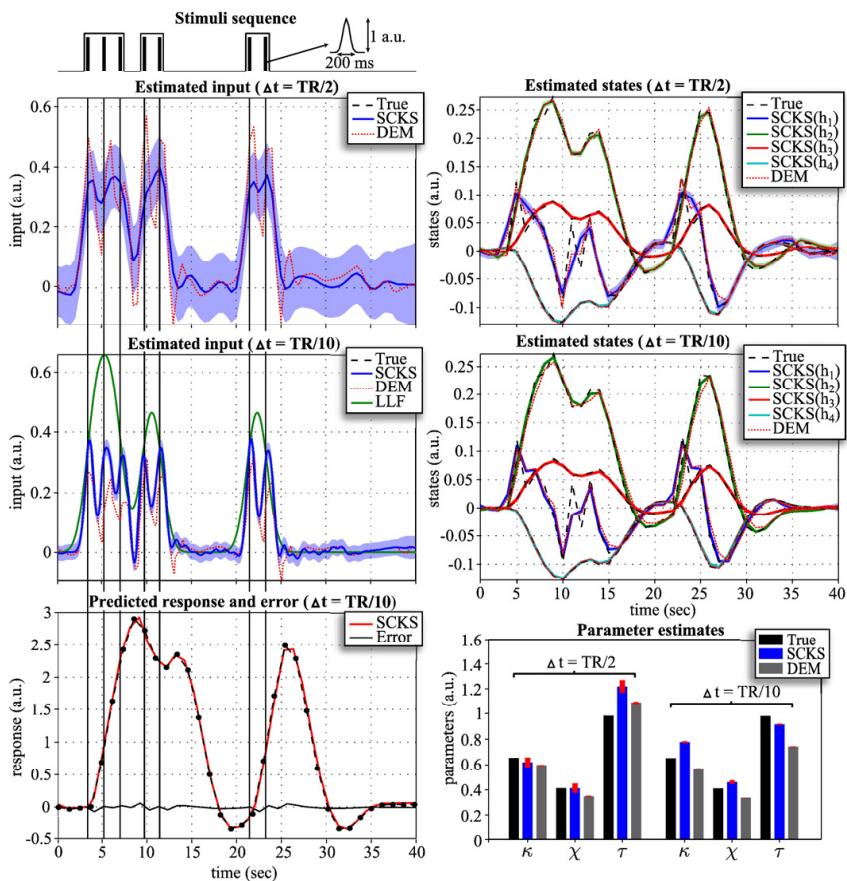 Stimuli sequence
1 a.u.
200 ms
Estimated input (Δt = TR/2)
True
SCKS
DEM
input (a.u.)
0.6
0.4
0.2
0
Estimated states (Δt = TR/2)
True
SCKS(h₁)
SCKS(h₂)
SCKS(h₃)
SCKS(h₄)
DEM
states (a.u.)
0.25
0.2
0.15
0.1
0.05
0
-0.05
-0.1
Estimated input (Δt = TR/10)
True
SCKS
DEM
LLF
input (a.u.)
0.6
0.4
0.2
0
Estimated states (Δt = TR/10)
True
SCKS(h₁)
SCKS(h₂)
SCKS(h₃)
SCKS(h₄)
DEM
states (a.u.)
0.25
0.2
0.15
0.1
0.05
0
-0.05
-0.1
0 5 10 15 20 25 30 40
time (sec)
Predicted response and error (Δt = TR/10)
SCKS
Error
response (a.u.)
3
2.5
2
1.5
1
0.5
0
-0.5
0 5 10 15 20 25 30 40
time (sec)
Parameter estimates
True
SCKS
DEM
Δt = TR/2
Δt = TR/10
parameters (a.u.)
1.6
1.4
1.2
1
0.8
0.6
0.4
0.2
0
κ χ τ κ χ τ